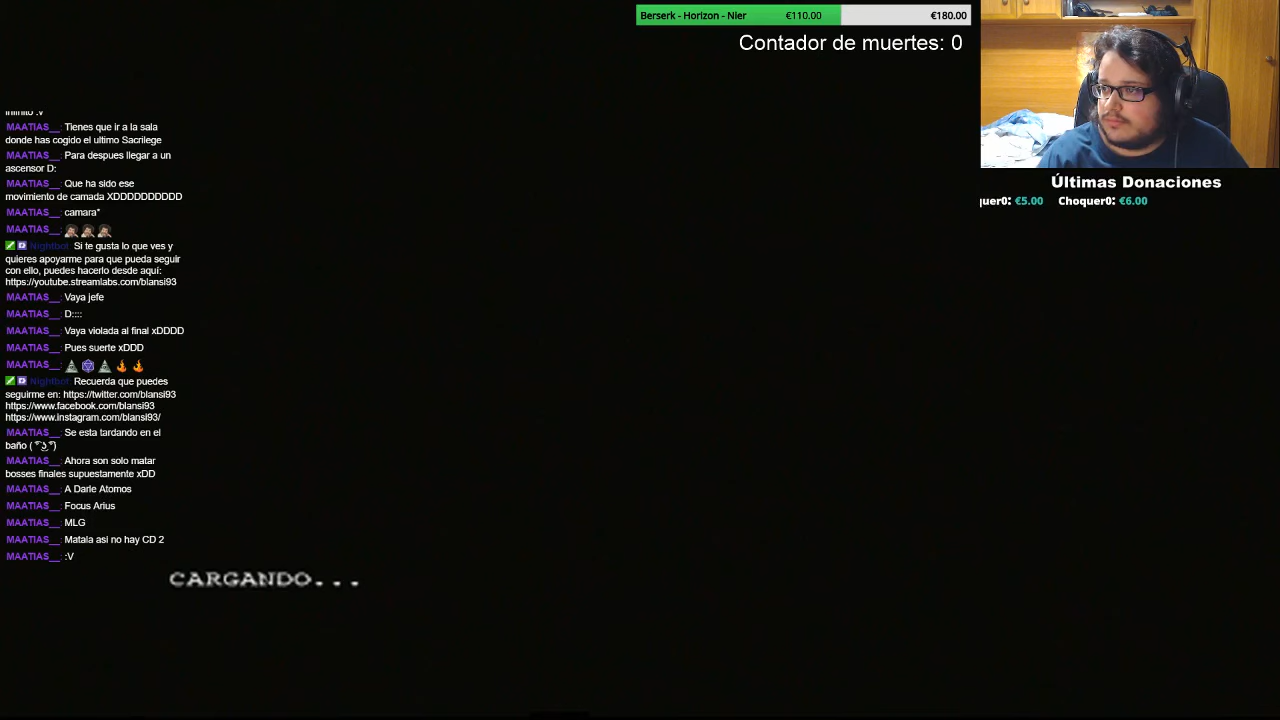 Berserk - Horizon - Nier €110.00 €180.00
Contador de muertes: 0
Últimas Donaciones
quer0: €5.00 Choquer0: €6.00
MAATIAS__: Tienes que ir a la sala
donde has cogido el ultimo Sacrilege
MAATIAS__: Para despues llegar a un
ascensor D:
MAATIAS__: Que ha sido ese
movimiento de camada XDDDDDDDDDD
MAATIAS__: camara*
MAATIAS__:
Nightbot: Si te gusta lo que ves y
quieres apoyarme para que pueda seguir
con ello, puedes hacerlo desde aquí:
https://youtube.streamlabs.com/blansi93
MAATIAS__: Vaya jefe
MAATIAS__: D::::
MAATIAS__: Vaya violada al final xDDDD
MAATIAS__: Pues suerte xDDD
MAATIAS__:
Nightbot: Recuerda que puedes
seguirme en: https://twitter.com/blansi93
https://www.facebook.com/blansi93
https://www.instagram.com/blansi93/
MAATIAS__: Se esta tardando en el
baño ( ͡° ͜ʖ ͡°)
MAATIAS__: Ahora son solo matar
bosses finales supuestamente xDD
MAATIAS__: A Darle Atomos
MAATIAS__: Focus Arius
MAATIAS__: MLG
MAATIAS__: Matala asi no hay CD 2
MAATIAS__: :V
CARGANDO...